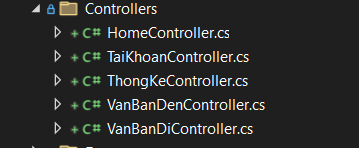 Controllers
+ C# HomeController.cs
+ C# TaiKhoanController.cs
+ C# ThongKeController.cs
+ C# VanBanDenController.cs
+ C# VanBanDiController.cs